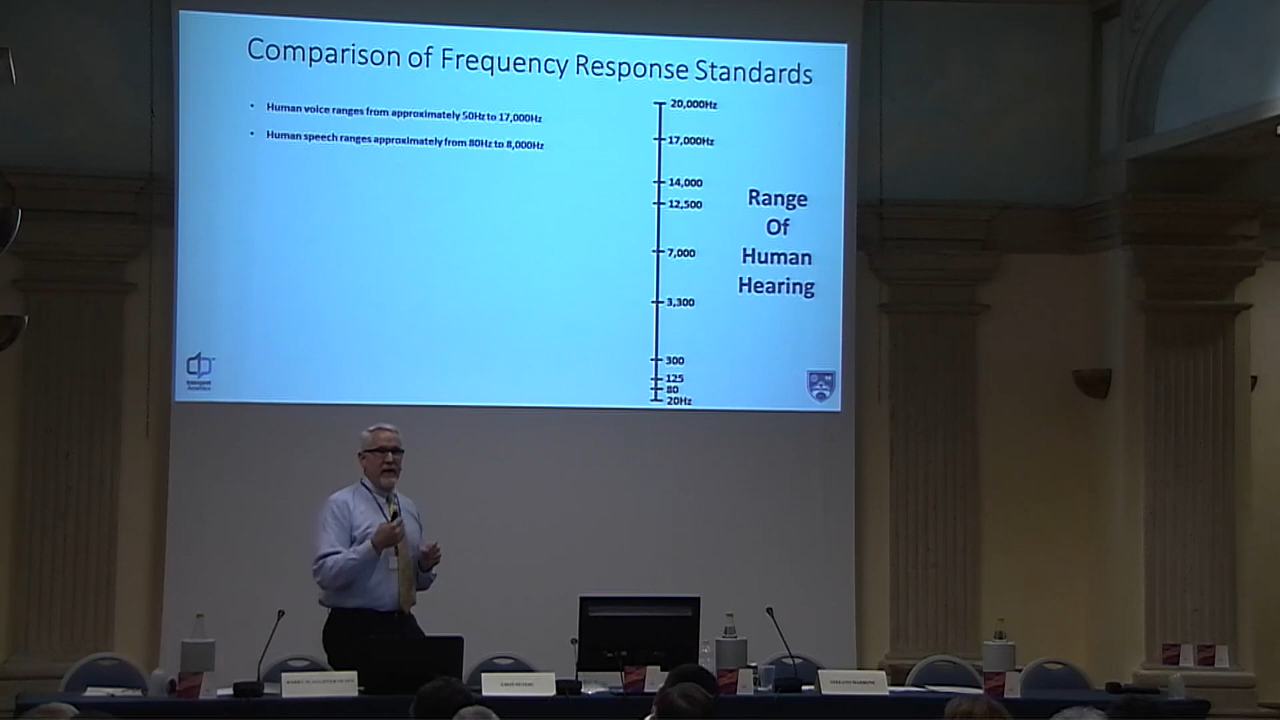 Comparison of Frequency Response Standards
• Human voice ranges from approximately 50Hz to 17,000Hz
• Human speech ranges approximately from 80Hz to 8,000Hz
20,000Hz
17,000Hz
14,000
12,500
7,000
3,300
300
125
80
20Hz
Range
Of
Human
Hearing